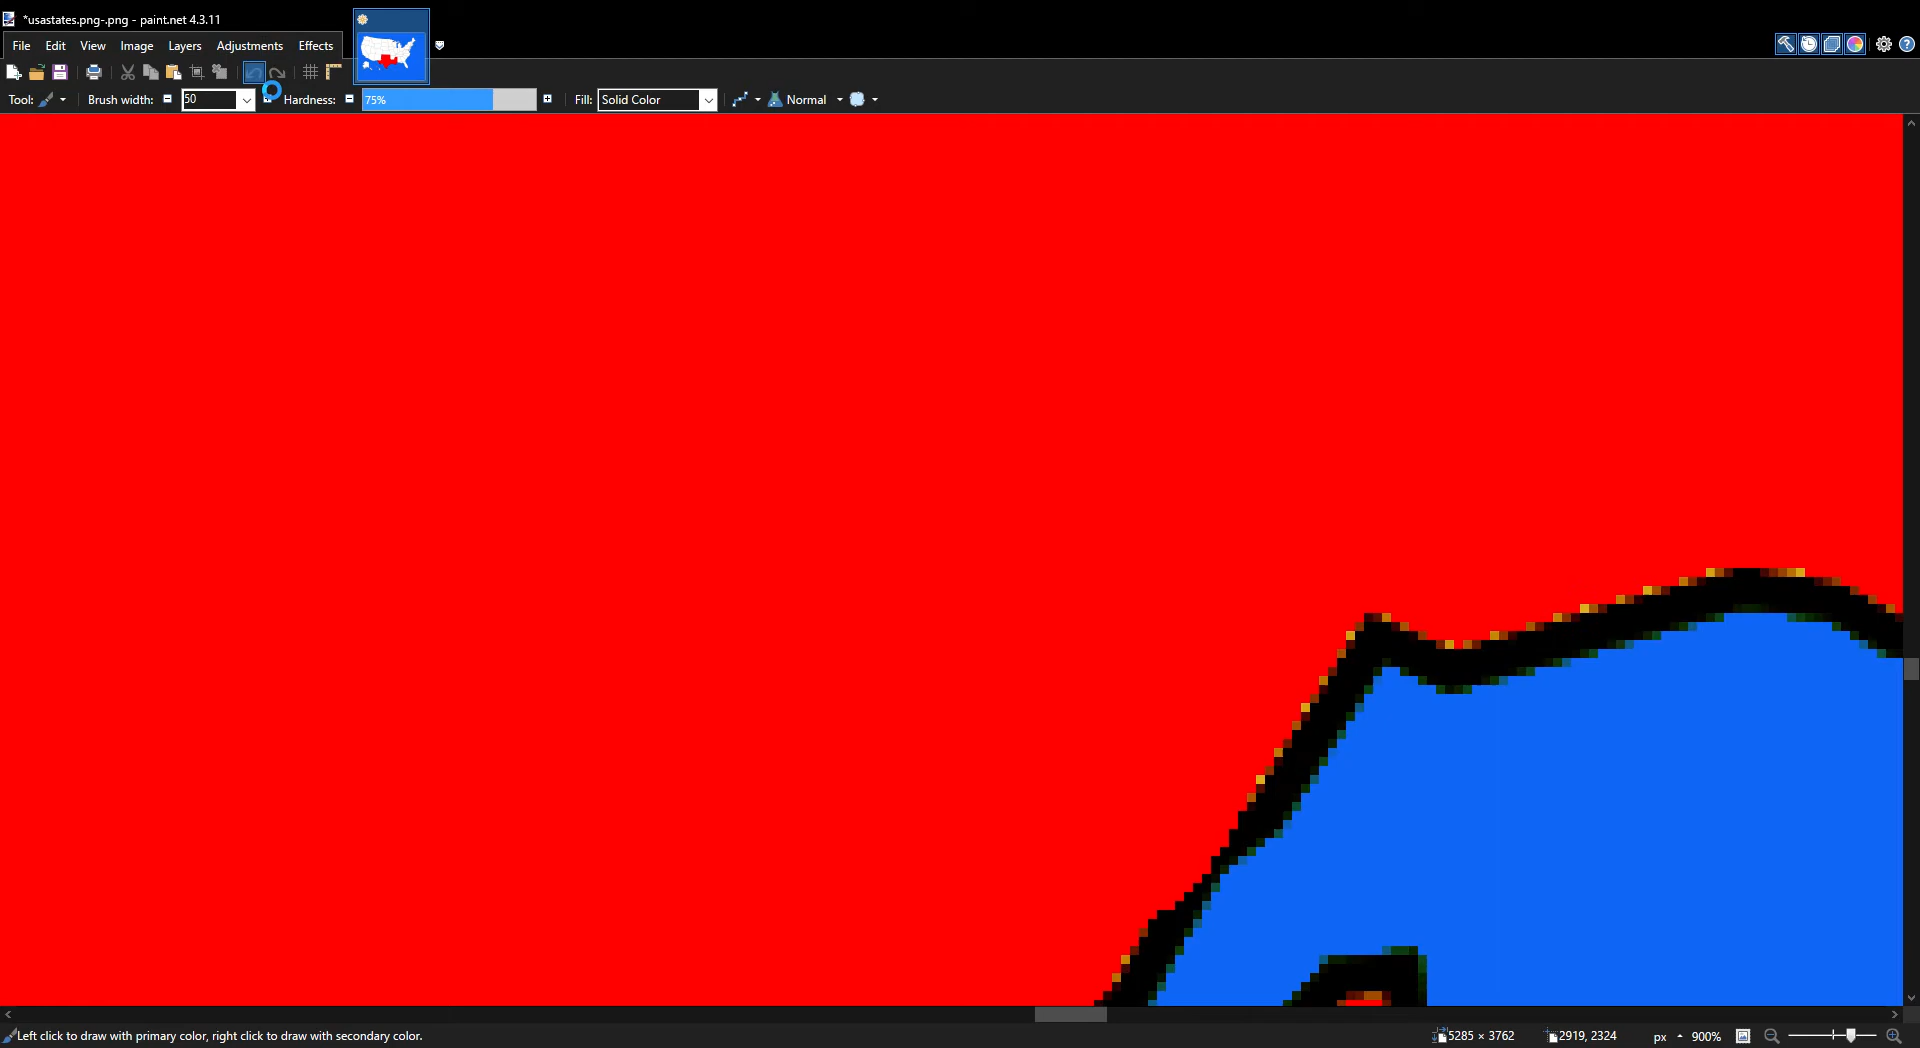 *usastates.png-.png - paint.net 4.3.11
File Edit View Image Layers Adjustments Effects
Tool: Brush width: 50 Hardness: 75% Fill: Solid Color Normal
Left click to draw with primary color, right click to draw with secondary color. 5285 × 3762 2919, 2324 px 900%